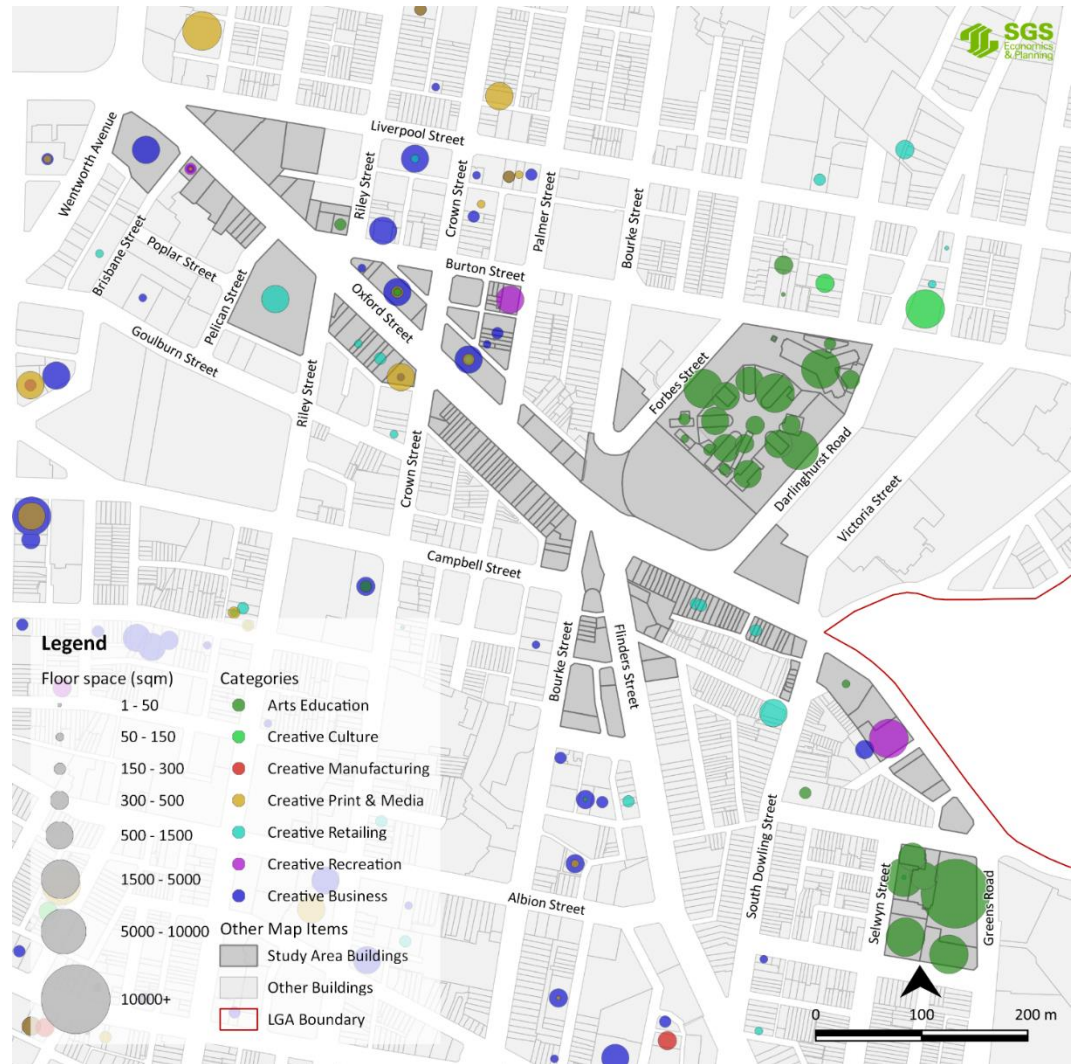 SGS
Economics
& Planning
Liverpool Street
Wentworth Avenue
Riley Street
Crown Street
Palmer Street
Bourke Street
Brisbane Street
Poplar Street
Pelican Street
Burton Street
Oxford Street
Goulburn Street
Riley Street
Forbes Street
Crown Street
Darlinghurst Road
Victoria Street
Campbell Street
Bourke Street
Flinders Street
South Dowling Street
Albion Street
Selwyn Street
Greens Road
Legend
Floor space (sqm)
1 - 50
50 - 150
150 - 300
300 - 500
500 - 1500
1500 - 5000
5000 - 10000
10000+
Categories
Arts Education
Creative Culture
Creative Manufacturing
Creative Print & Media
Creative Retailing
Creative Recreation
Creative Business
Other Map Items
Study Area Buildings
Other Buildings
LGA Boundary
0 100 200 m